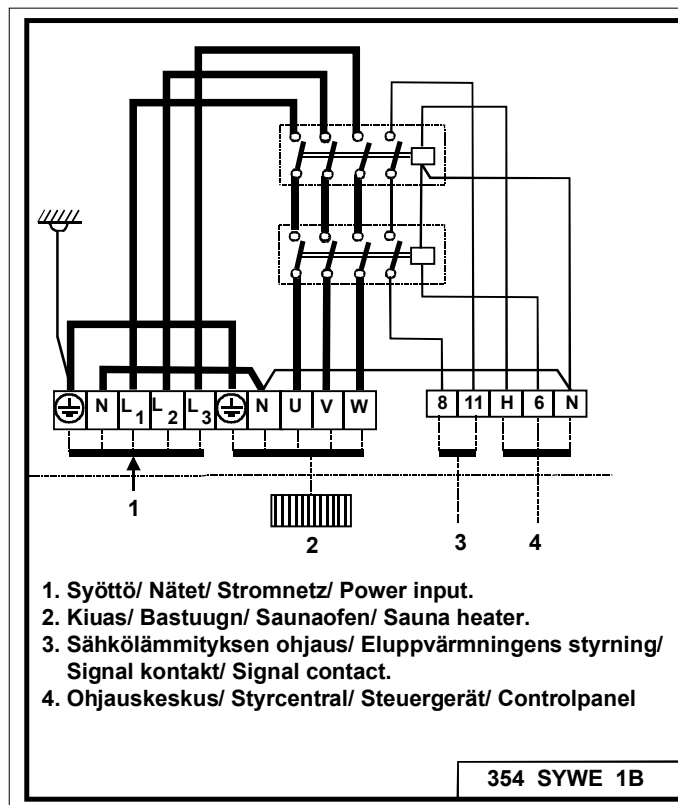 N L1 L2 L3 N U V W
8 11 H 6 N
1
2
3
4
1. Syöttö/ Nätet/ Stromnetz/ Power input.
2. Kiuas/ Bastuugn/ Saunaofen/ Sauna heater.
3. Sähkölämmityksen ohjaus/ Eluppvärmningens styrning/
Signal kontakt/ Signal contact.
4. Ohjauskeskus/ Styrcentral/ Steuergerät/ Controlpanel
354 SYWE 1B